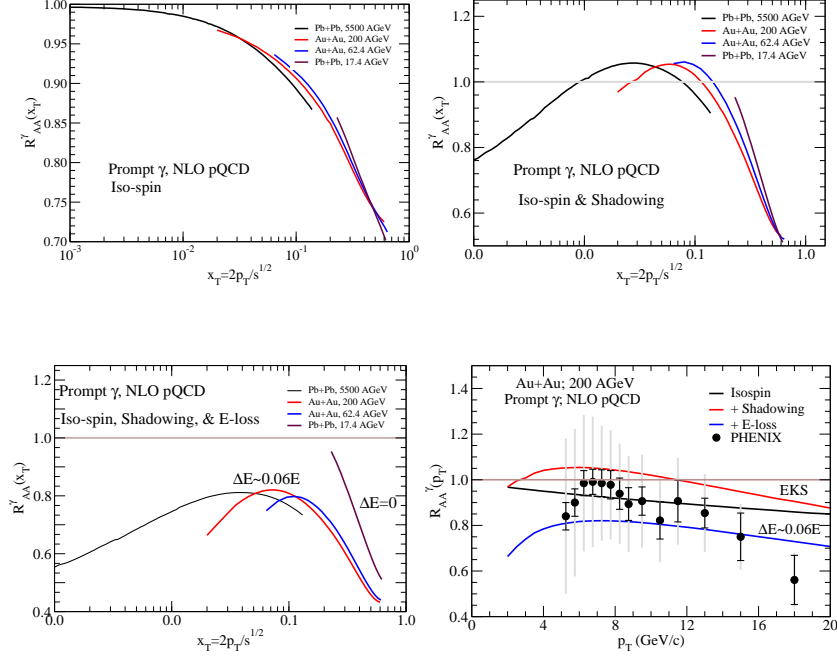 1.00
0.95
0.90
0.85
0.80
0.75
0.70
R^γ_AA(x_T)
Pb+Pb, 5500 AGeV
Au+Au, 200 AGeV
Au+Au, 62.4 AGeV
Pb+Pb, 17.4 AGeV
Prompt γ, NLO pQCD
Iso-spin
10^-3 10^-2 10^-1 10^0
x_T=2p_T/s^1/2
1.2
1.0
0.8
0.6
R^γ_AA(x_T)
Pb+Pb, 5500 AGeV
Au+Au, 200 AGeV
Au+Au, 62.4 AGeV
Pb+Pb, 17.4 AGeV
Prompt γ, NLO pQCD
Iso-spin & Shadowing
0.0 0.0 0.1 1.0
x_T=2p_T/s^1/2
1.2
1.0
0.8
0.6
0.4
R^γ_AA(x_T)
Prompt γ, NLO pQCD
Iso-spin, Shadowing, & E-loss
Pb+Pb, 5500 AGeV
Au+Au, 200 AGeV
Au+Au, 62.4 AGeV
Pb+Pb, 17.4 AGeV
ΔE~0.06E
ΔE=0
0.0 0.0 0.1 1.0
x_T=2p_T/s^1/2
1.4
1.2
1.0
0.8
0.6
0.4
R_AA^γ(p_T)
Au+Au; 200 AGeV
Prompt γ; NLO pQCD
Isospin
+ Shadowing
+ E-loss
PHENIX
EKS
ΔE~0.06E
0 4 8 12 16 20
p_T (GeV/c)